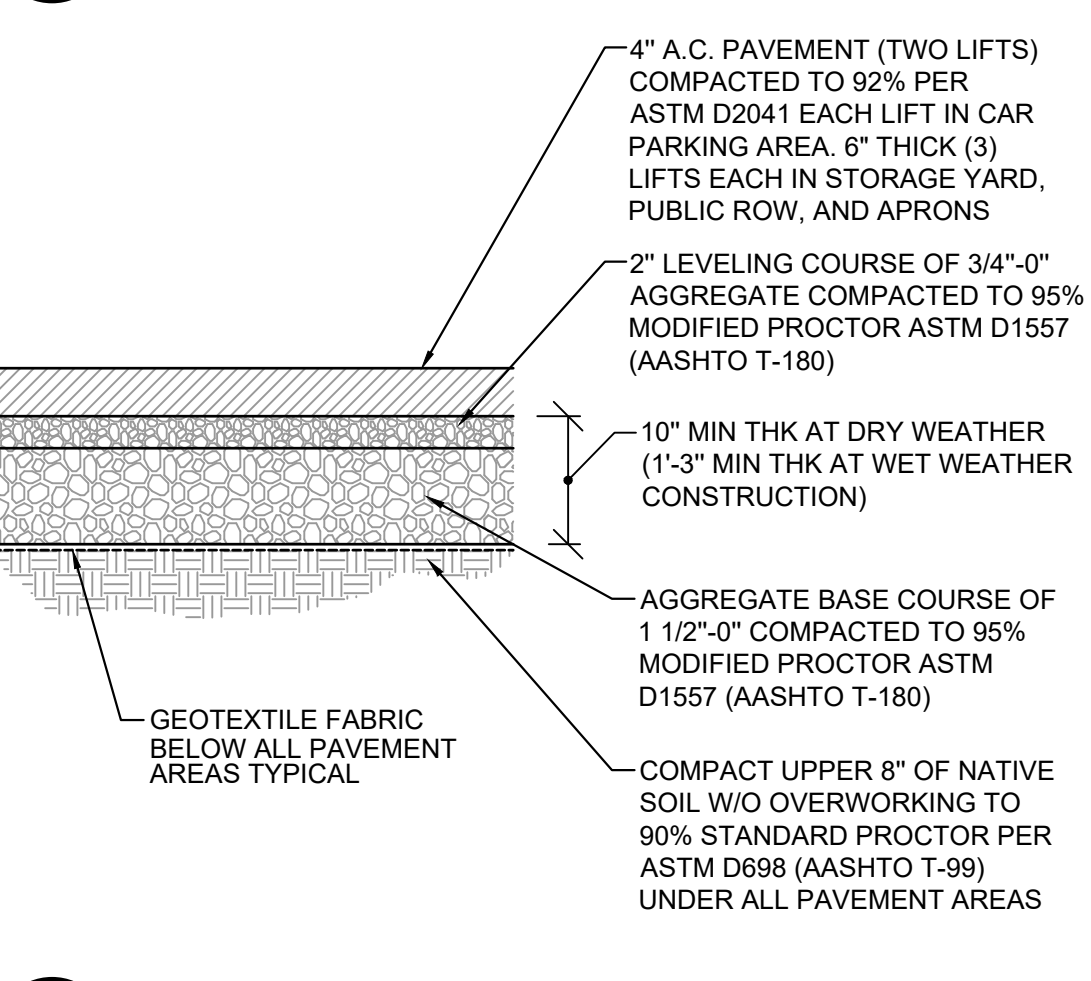 4" A.C. PAVEMENT (TWO LIFTS)
COMPACTED TO 92% PER
ASTM D2041 EACH LIFT IN CAR
PARKING AREA. 6" THICK (3)
LIFTS EACH IN STORAGE YARD,
PUBLIC ROW, AND APRONS
2" LEVELING COURSE OF 3/4"-0"
AGGREGATE COMPACTED TO 95%
MODIFIED PROCTOR ASTM D1557
(AASHTO T-180)
10" MIN THK AT DRY WEATHER
(1'-3" MIN THK AT WET WEATHER
CONSTRUCTION)
AGGREGATE BASE COURSE OF
1 1/2"-0" COMPACTED TO 95%
MODIFIED PROCTOR ASTM
D1557 (AASHTO T-180)
GEOTEXTILE FABRIC
BELOW ALL PAVEMENT
AREAS TYPICAL
COMPACT UPPER 8" OF NATIVE
SOIL W/O OVERWORKING TO
90% STANDARD PROCTOR PER
ASTM D698 (AASHTO T-99)
UNDER ALL PAVEMENT AREAS